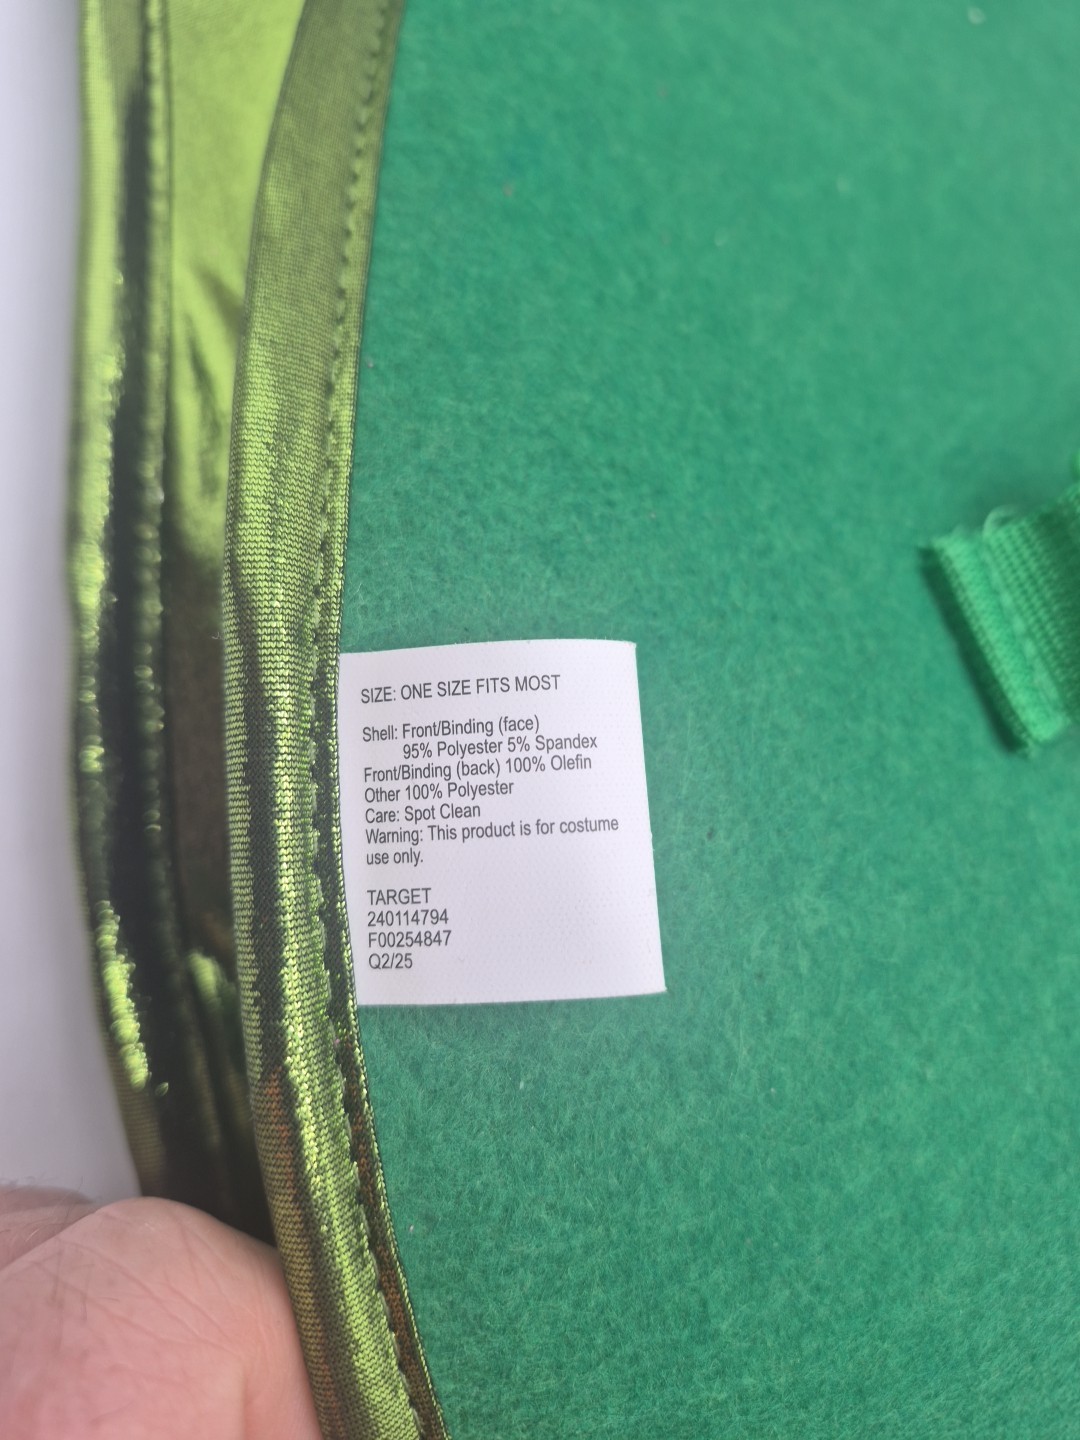 SIZE: ONE SIZE FITS MOST
Shell: Front/Binding (face)
95% Polyester 5% Spandex
Front/Binding (back) 100% Olefin
Other 100% Polyester
Care: Spot Clean
Warning: This product is for costume
use only.
TARGET
240114794
F00254847
Q2/25